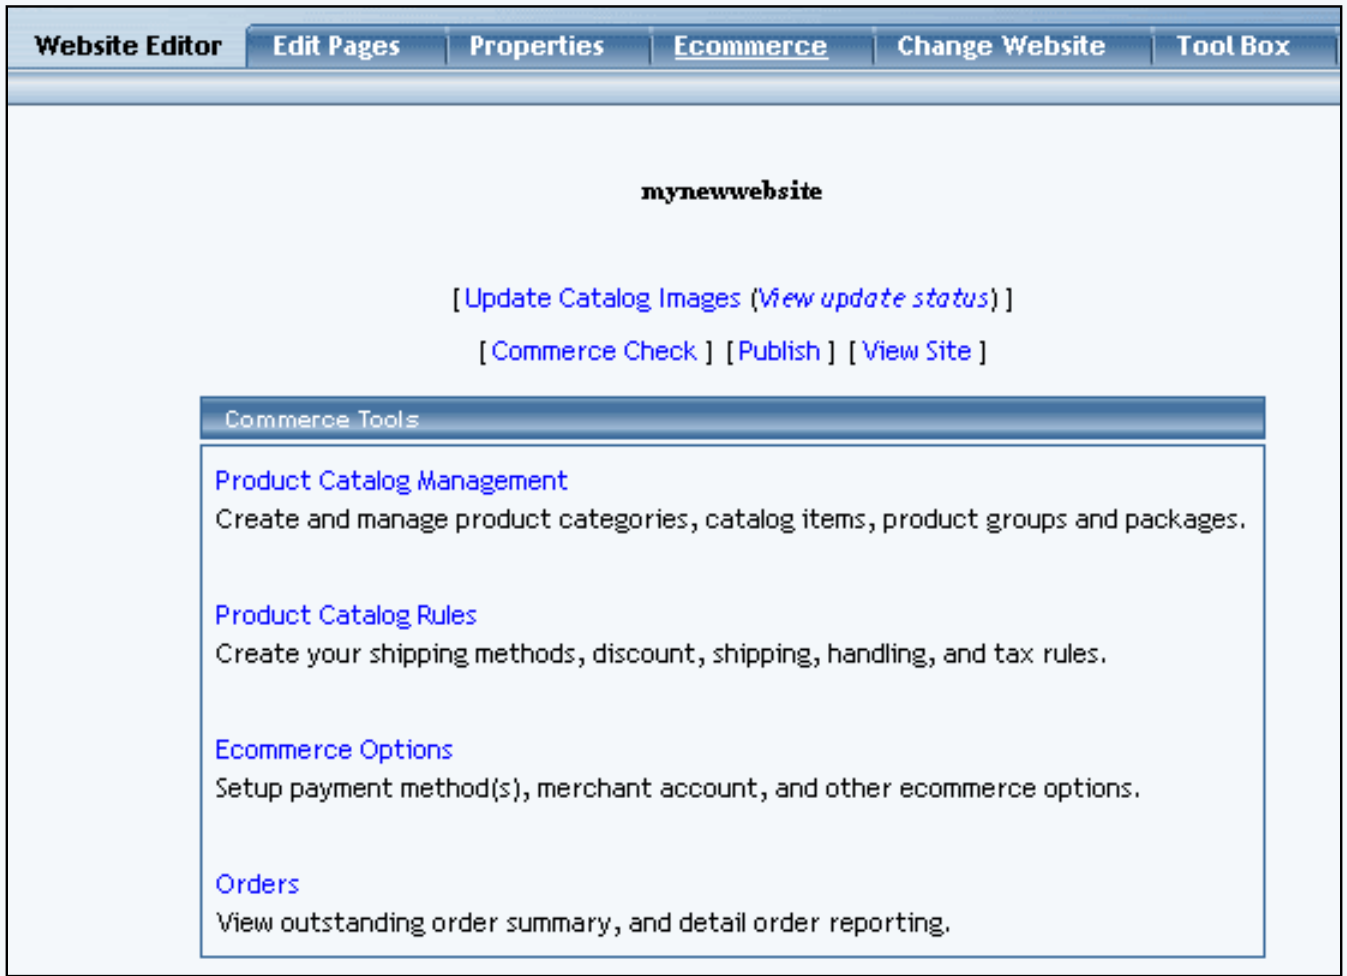 Website Editor Edit Pages Properties Ecommerce Change Website Tool Box
mynewwebsite
[ Update Catalog Images (View update status) ]
[ Commerce Check ] [ Publish ] [ View Site ]
Commerce Tools
Product Catalog Management
Create and manage product categories, catalog items, product groups and packages.
Product Catalog Rules
Create your shipping methods, discount, shipping, handling, and tax rules.
Ecommerce Options
Setup payment method(s), merchant account, and other ecommerce options.
Orders
View outstanding order summary, and detail order reporting.